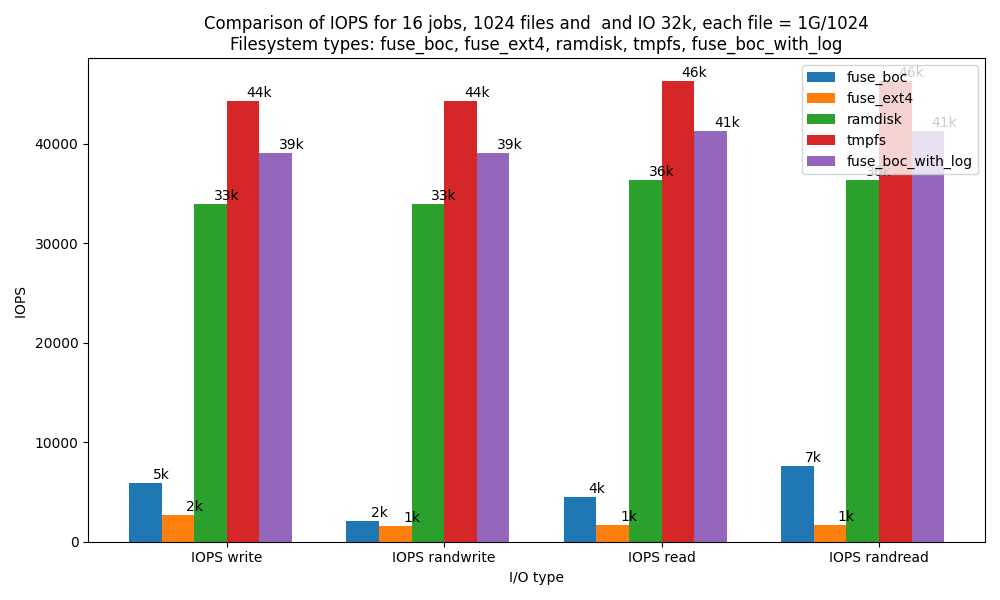 Comparison of IOPS for 16 jobs, 1024 files and  and IO 32k, each file = 1G/1024
Filesystem types: fuse_boc, fuse_ext4, ramdisk, tmpfs, fuse_boc_with_log
fuse_boc
fuse_ext4
ramdisk
tmpfs
fuse_boc_with_log
IOPS
40000
30000
20000
10000
0
5k
2k
33k
44k
39k
2k
1k
33k
44k
39k
4k
1k
36k
46k
41k
7k
1k
36k
46k
41k
IOPS write
IOPS randwrite
IOPS read
IOPS randread
I/O type